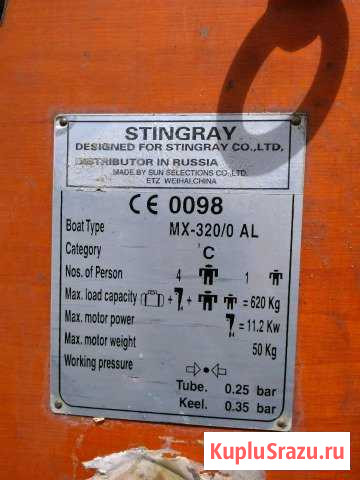 STINGRAY
DESIGNED FOR STINGRAY CO.,LTD,
DISTRIBUTOR IN RUSSIA
MADE BY SUN SELECTIONS CO.,LTD.
ETZ WEIHAI,CHINA
CE 0098
Boat Type MX-320/0 AL
Category C
Nos. of Person 4 1
Max. load capacity + + = 620 Kg
Max. motor power = 11.2 Kw
Max. motor weight 50 Kg
Working pressure
Tube. 0.25 bar
Keel. 0.35 bar
KupluSrazu.ru